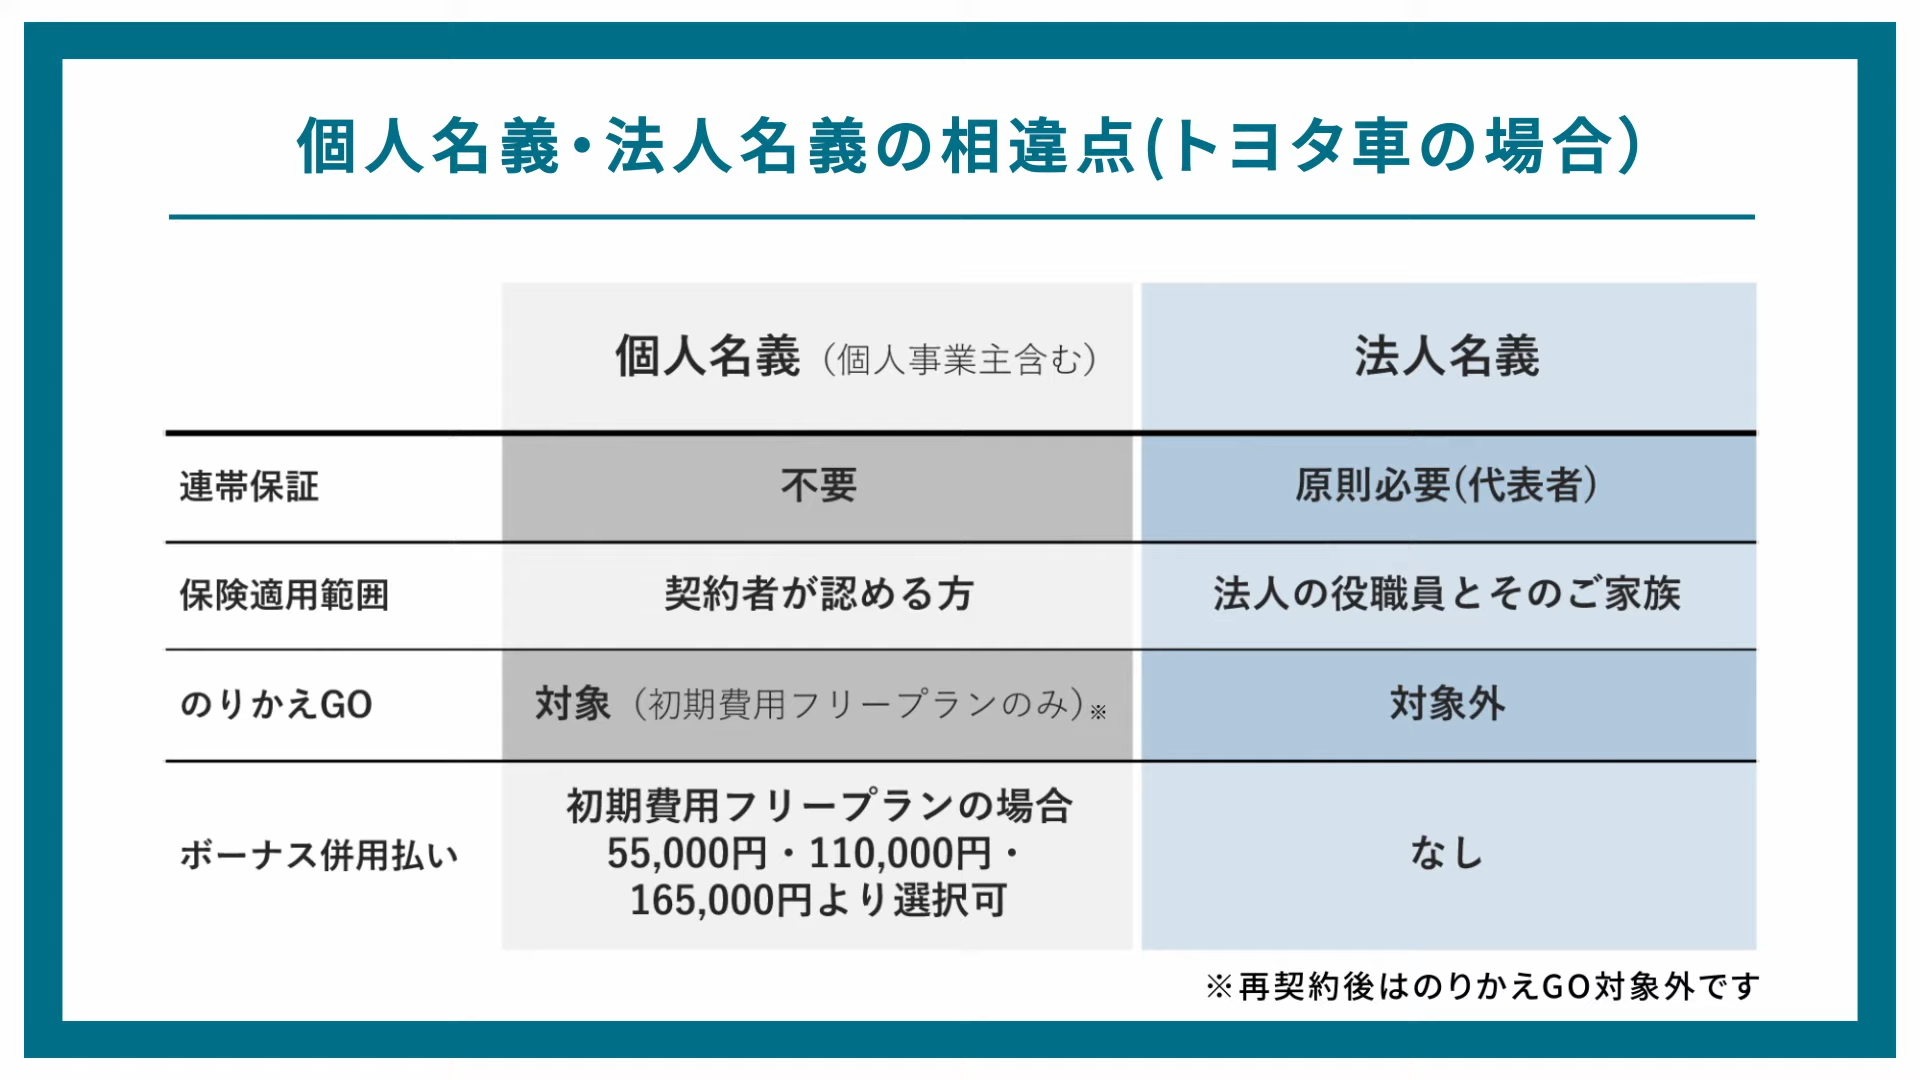 個人名義・法人名義の相違点(トヨタ車の場合）
個人名義（個人事業主含む） 法人名義
連帯保証 不要 原則必要(代表者)
保険適用範囲 契約者が認める方 法人の役職員とそのご家族
のりかえGO 対象（初期費用フリープランのみ）※ 対象外
ボーナス併用払い 初期費用フリープランの場合
55,000円・110,000円・
165,000円より選択可 なし
※再契約後はのりかえGO対象外です